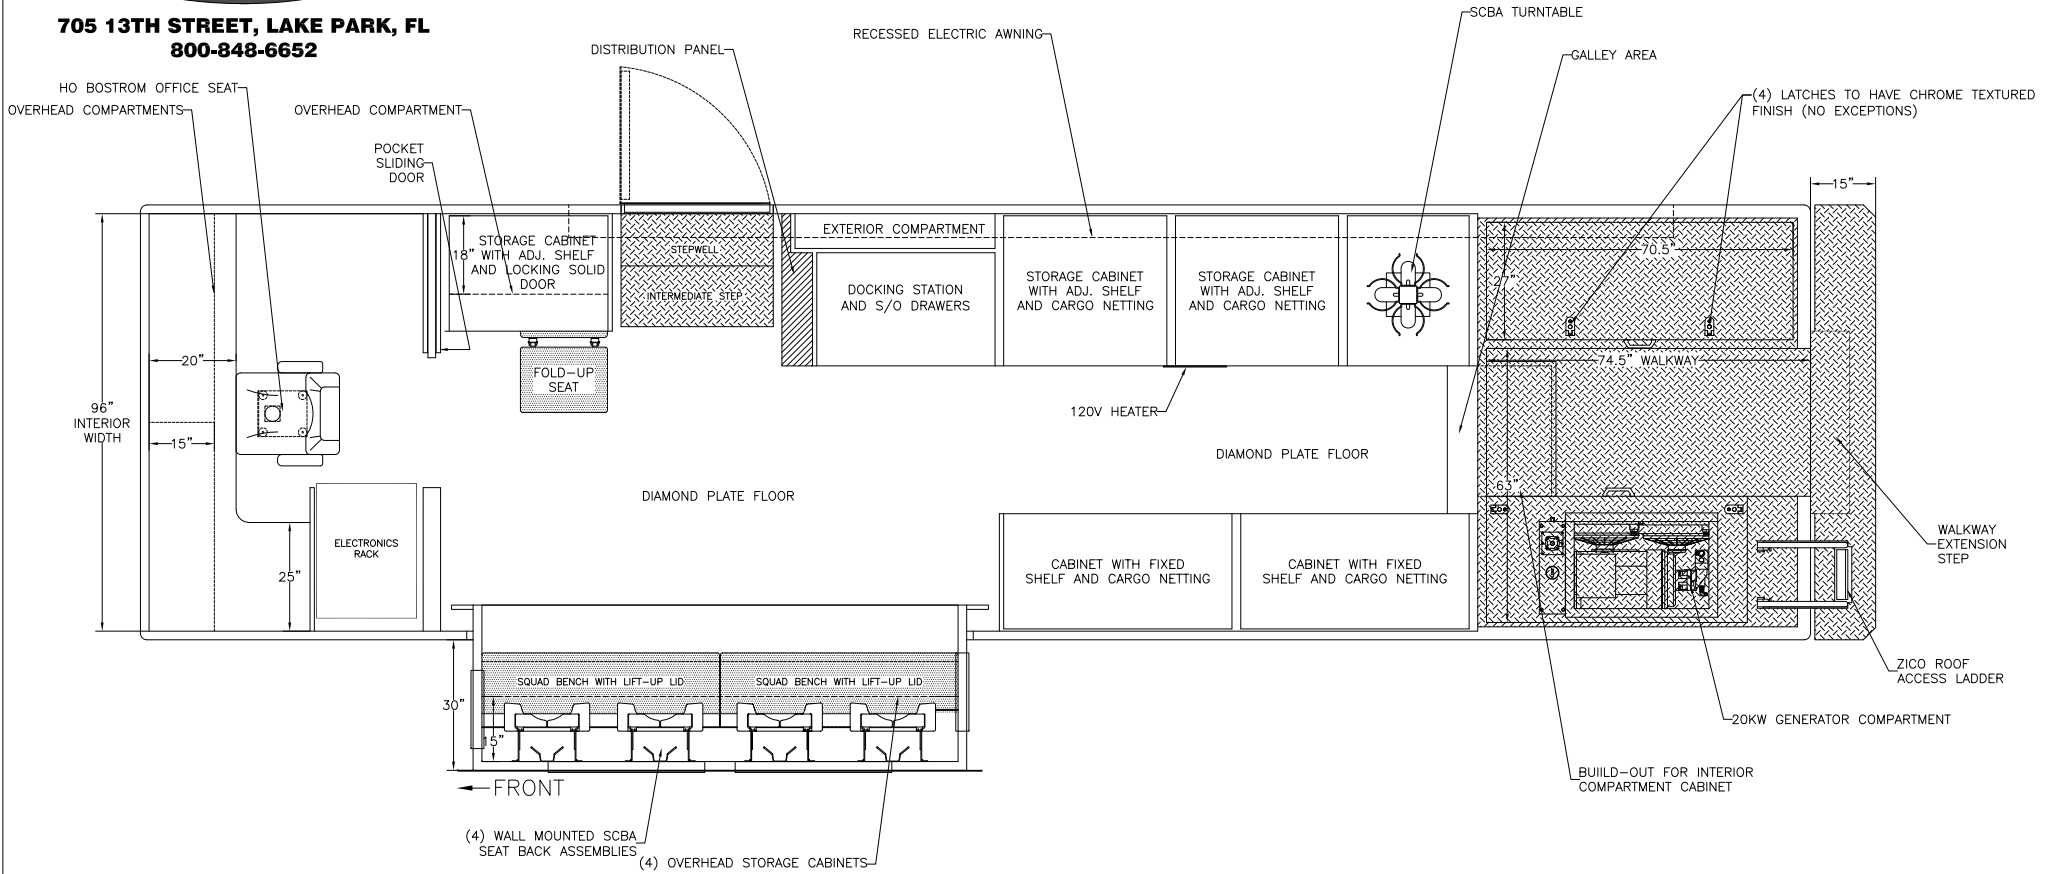 705 13TH STREET, LAKE PARK, FL
800-848-6652
SCBA TURNTABLE
RECESSED ELECTRIC AWNING
DISTRIBUTION PANEL
GALLEY AREA
HO BOSTROM OFFICE SEAT
OVERHEAD COMPARTMENTS
OVERHEAD COMPARTMENT
(4) LATCHES TO HAVE CHROME TEXTURED
FINISH (NO EXCEPTIONS)
POCKET
SLIDING
DOOR
15"
STORAGE CABINET
WITH ADJ. SHELF
AND LOCKING SOLID
DOOR
18"
STEPWELL
INTERMEDIATE STEP
EXTERIOR COMPARTMENT
DOCKING STATION
AND S/O DRAWERS
STORAGE CABINET
WITH ADJ. SHELF
AND CARGO NETTING
STORAGE CABINET
WITH ADJ. SHELF
AND CARGO NETTING
70.5"
27"
74.5" WALKWAY
20"
FOLD-UP
SEAT
96"
INTERIOR
WIDTH
15"
120V HEATER
DIAMOND PLATE FLOOR
DIAMOND PLATE FLOOR
63"
ELECTRONICS
RACK
25"
CABINET WITH FIXED
SHELF AND CARGO NETTING
CABINET WITH FIXED
SHELF AND CARGO NETTING
WALKWAY
EXTENSION
STEP
ZICO ROOF
ACCESS LADDER
SQUAD BENCH WITH LIFT-UP LID
SQUAD BENCH WITH LIFT-UP LID
30"
15"
20KW GENERATOR COMPARTMENT
BUIILD-OUT FOR INTERIOR
COMPARTMENT CABINET
FRONT
(4) WALL MOUNTED SCBA
SEAT BACK ASSEMBLIES
(4) OVERHEAD STORAGE CABINETS